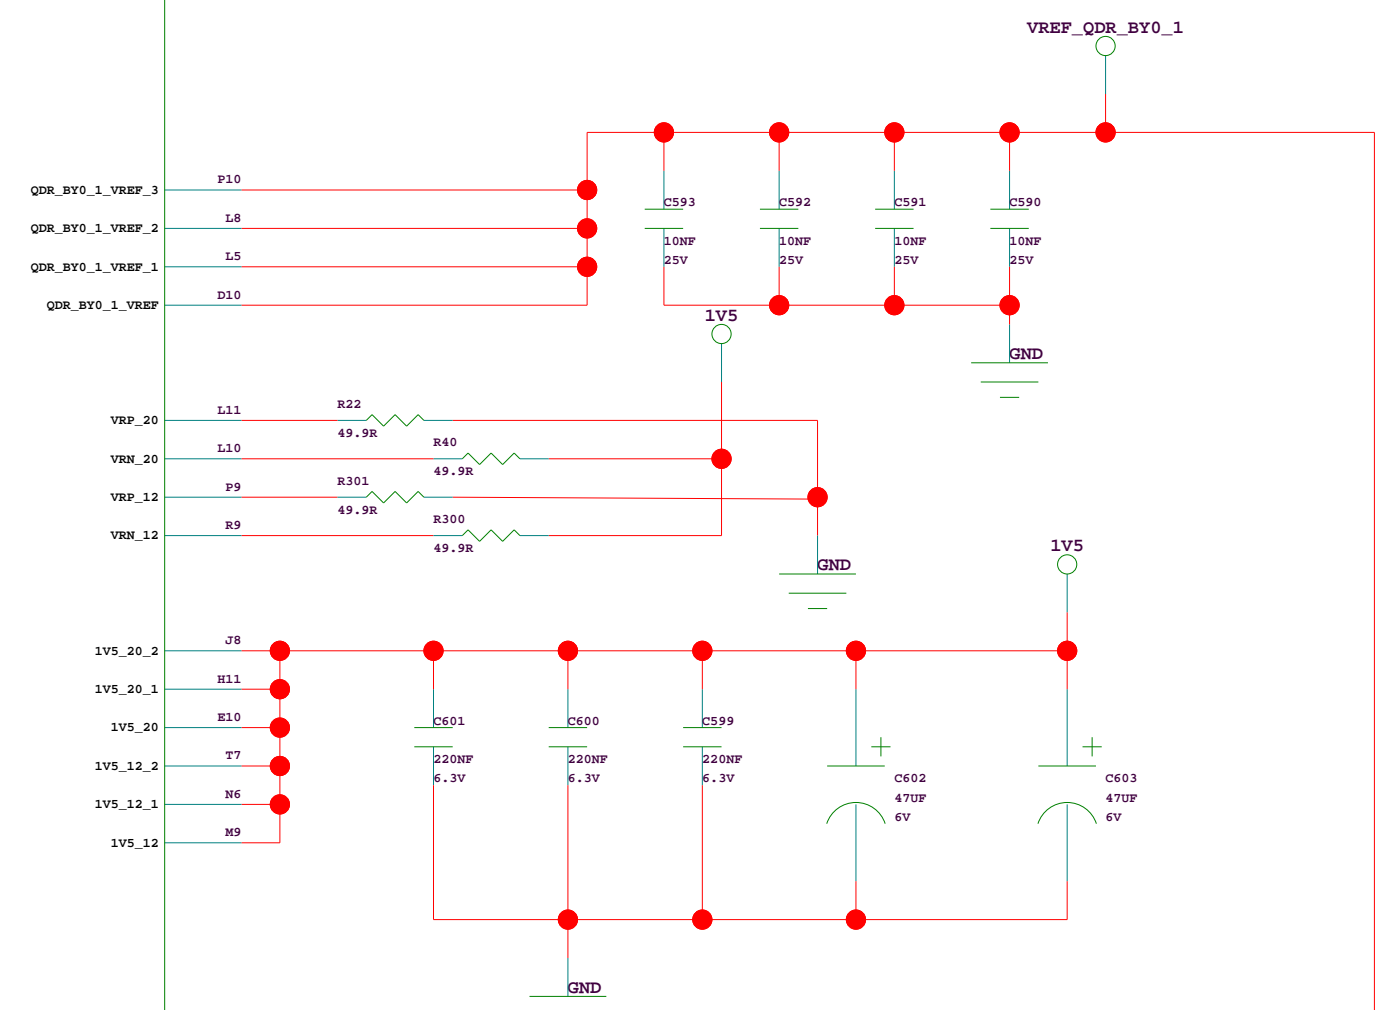 VREF_QDR_BY0_1
P10
QDR_BY0_1_VREF_3
L8
QDR_BY0_1_VREF_2
L5
QDR_BY0_1_VREF_1
D10
QDR_BY0_1_VREF
C593
10NF
25V
C592
10NF
25V
C591
10NF
25V
C590
10NF
25V
GND
1V5
L11
VRP_20
R22
49.9R
L10
VRN_20
R40
49.9R
P9
VRP_12
R301
49.9R
R9
VRN_12
R300
49.9R
GND
1V5
J8
1V5_20_2
H11
1V5_20_1
E10
1V5_20
T7
1V5_12_2
N6
1V5_12_1
M9
1V5_12
C601
220NF
6.3V
C600
220NF
6.3V
C599
220NF
6.3V
C602
47UF
6V
C603
47UF
6V
GND